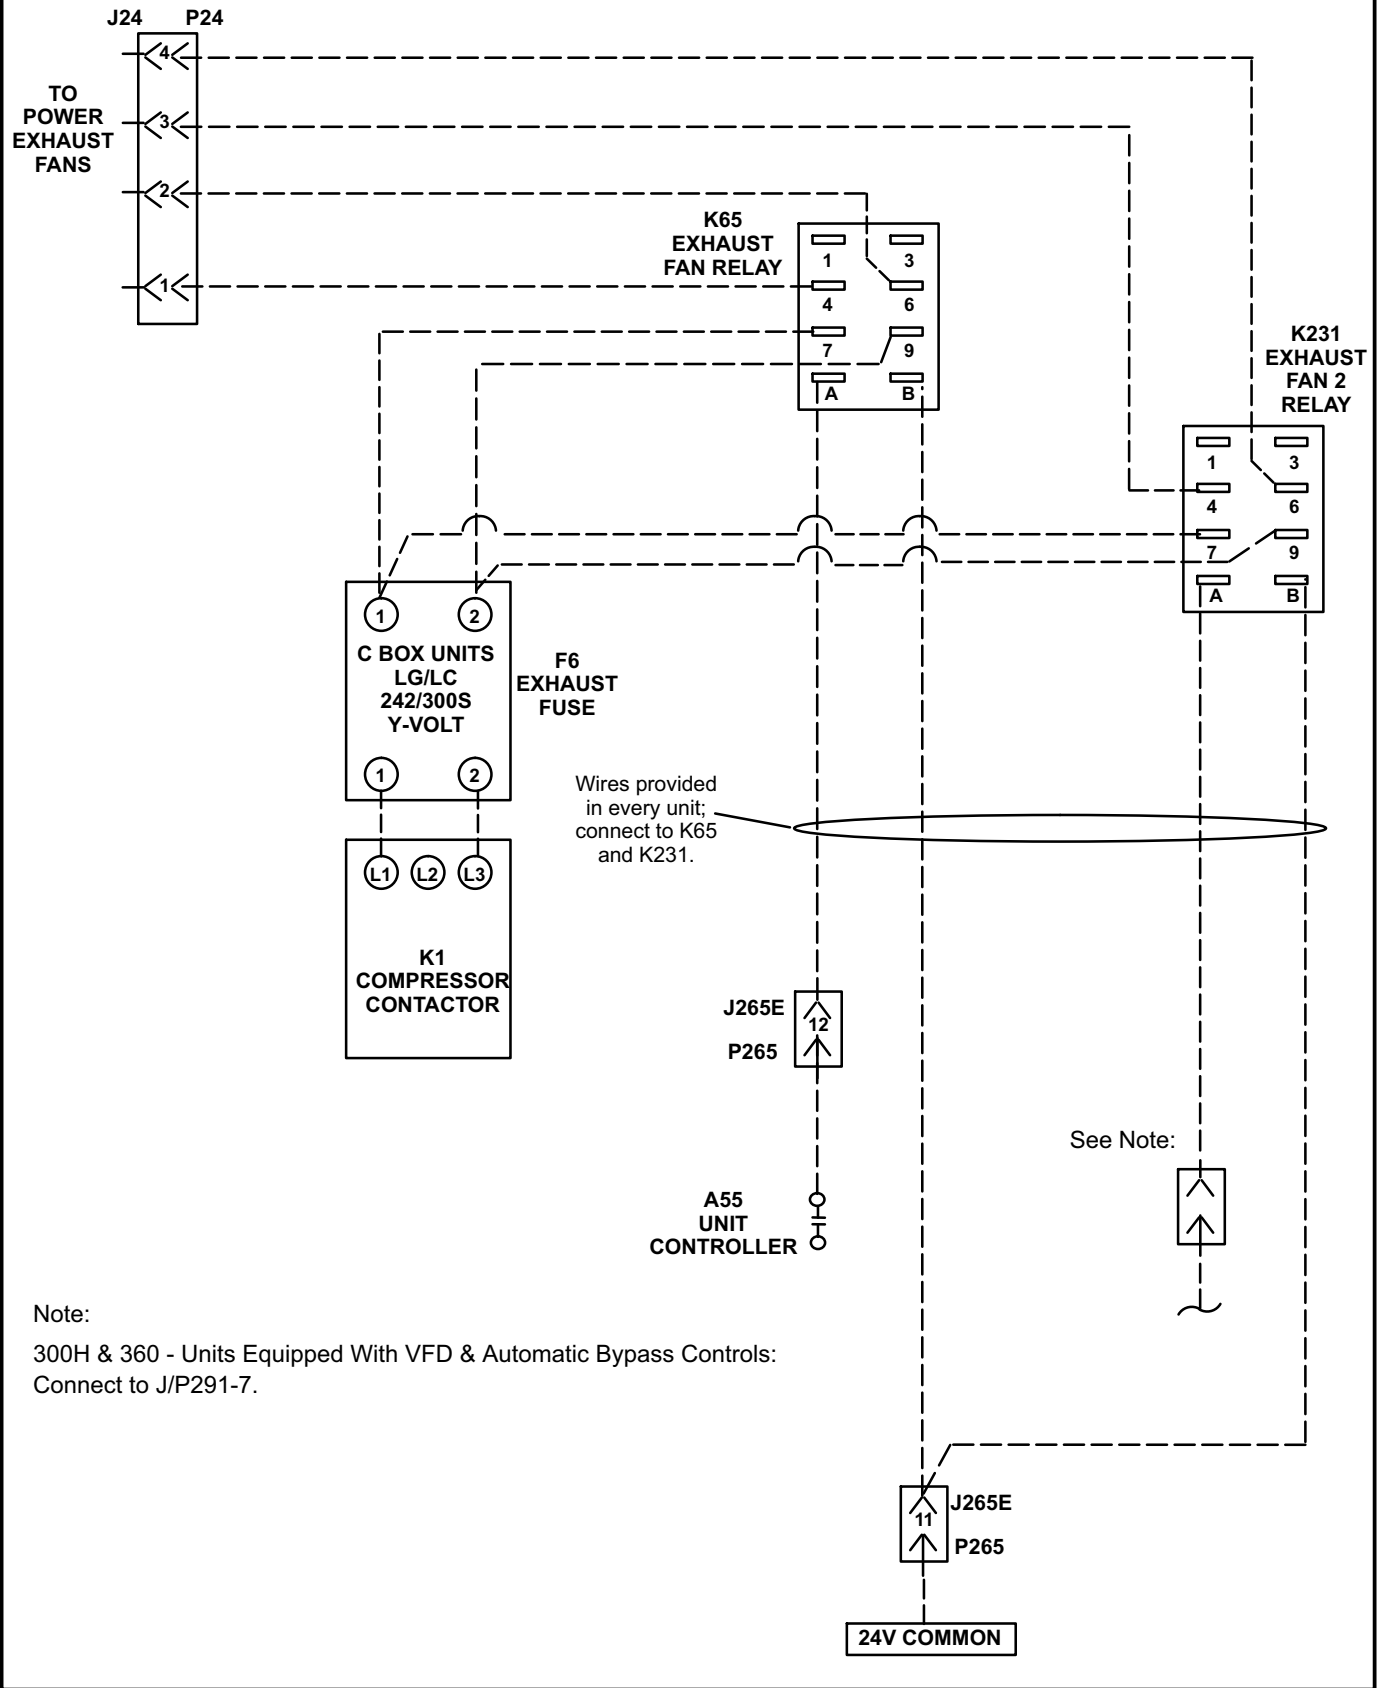 J24 P24
4
TO
POWER
EXHAUST
FANS
3
2
1
K65
EXHAUST
FAN RELAY
1 3
4 6
7 9
A B
K231
EXHAUST
FAN 2
RELAY
1 3
4 6
7 9
A B
1 2
C BOX UNITS
LG/LC
242/300S
Y-VOLT
1 2
F6
EXHAUST
FUSE
Wires provided
in every unit;
connect to K65
and K231.
L1 L2 L3
K1
COMPRESSOR
CONTACTOR
J265E
12
P265
See Note:
A55
UNIT
CONTROLLER
Note:
300H & 360 - Units Equipped With VFD & Automatic Bypass Controls:
Connect to J/P291-7.
J265E
11
P265
24V COMMON